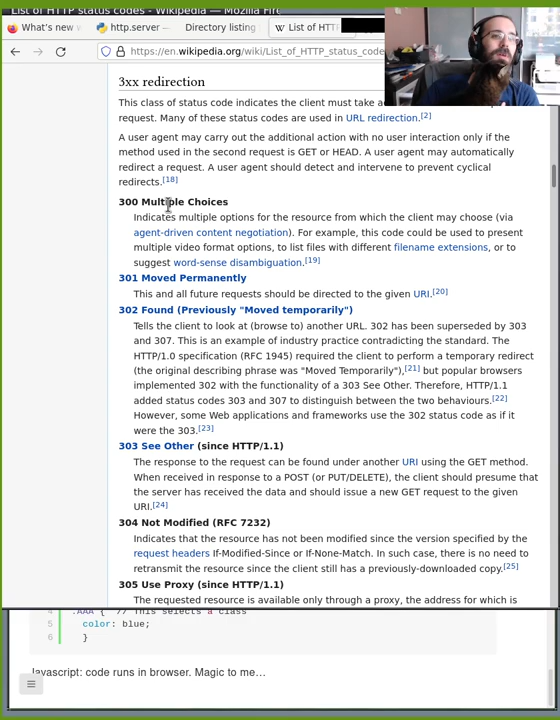 List of HTTP status codes - Wikipedia — Mozilla Fire
What's new
http.server —
Directory listing
List of HTT
https://en.wikipedia.org/wiki/List_of_HTTP_status_code
3xx redirection
This class of status code indicates the client must take a
request. Many of these status codes are used in URL redirection.[2]
A user agent may carry out the additional action with no user interaction only if the
method used in the second request is GET or HEAD. A user agent may automatically
redirect a request. A user agent should detect and intervene to prevent cyclical
redirects.[18]
300 Multiple Choices
Indicates multiple options for the resource from which the client may choose (via
agent-driven content negotiation). For example, this code could be used to present
multiple video format options, to list files with different filename extensions, or to
suggest word-sense disambiguation.[19]
301 Moved Permanently
This and all future requests should be directed to the given URI.[20]
302 Found (Previously "Moved temporarily")
Tells the client to look at (browse to) another URL. 302 has been superseded by 303
and 307. This is an example of industry practice contradicting the standard. The
HTTP/1.0 specification (RFC 1945) required the client to perform a temporary redirect
(the original describing phrase was "Moved Temporarily"),[21] but popular browsers
implemented 302 with the functionality of a 303 See Other. Therefore, HTTP/1.1
added status codes 303 and 307 to distinguish between the two behaviours.[22]
However, some Web applications and frameworks use the 302 status code as if it
were the 303.[23]
303 See Other (since HTTP/1.1)
The response to the request can be found under another URI using the GET method.
When received in response to a POST (or PUT/DELETE), the client should presume that
the server has received the data and should issue a new GET request to the given
URI.[24]
304 Not Modified (RFC 7232)
Indicates that the resource has not been modified since the version specified by the
request headers If-Modified-Since or If-None-Match. In such case, there is no need to
retransmit the resource since the client still has a previously-downloaded copy.[25]
305 Use Proxy (since HTTP/1.1)
The requested resource is available only through a proxy, the address for which is
4 .AAA { // This selects a class
5 color: blue;
6 }
Javascript: code runs in browser. Magic to me…